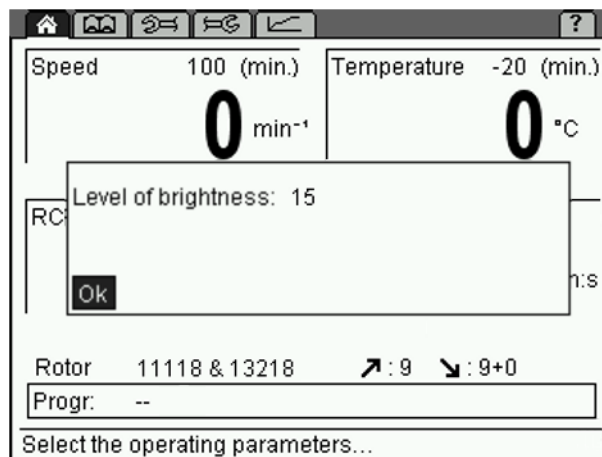 ?
Speed 100 (min.) Temperature -20 (min.)
0 min⁻¹ 0 °C
Level of brightness: 15
Ok
Rotor 11118 & 13218 ↗ : 9 ↘ : 9+0
Progr: --
Select the operating parameters...